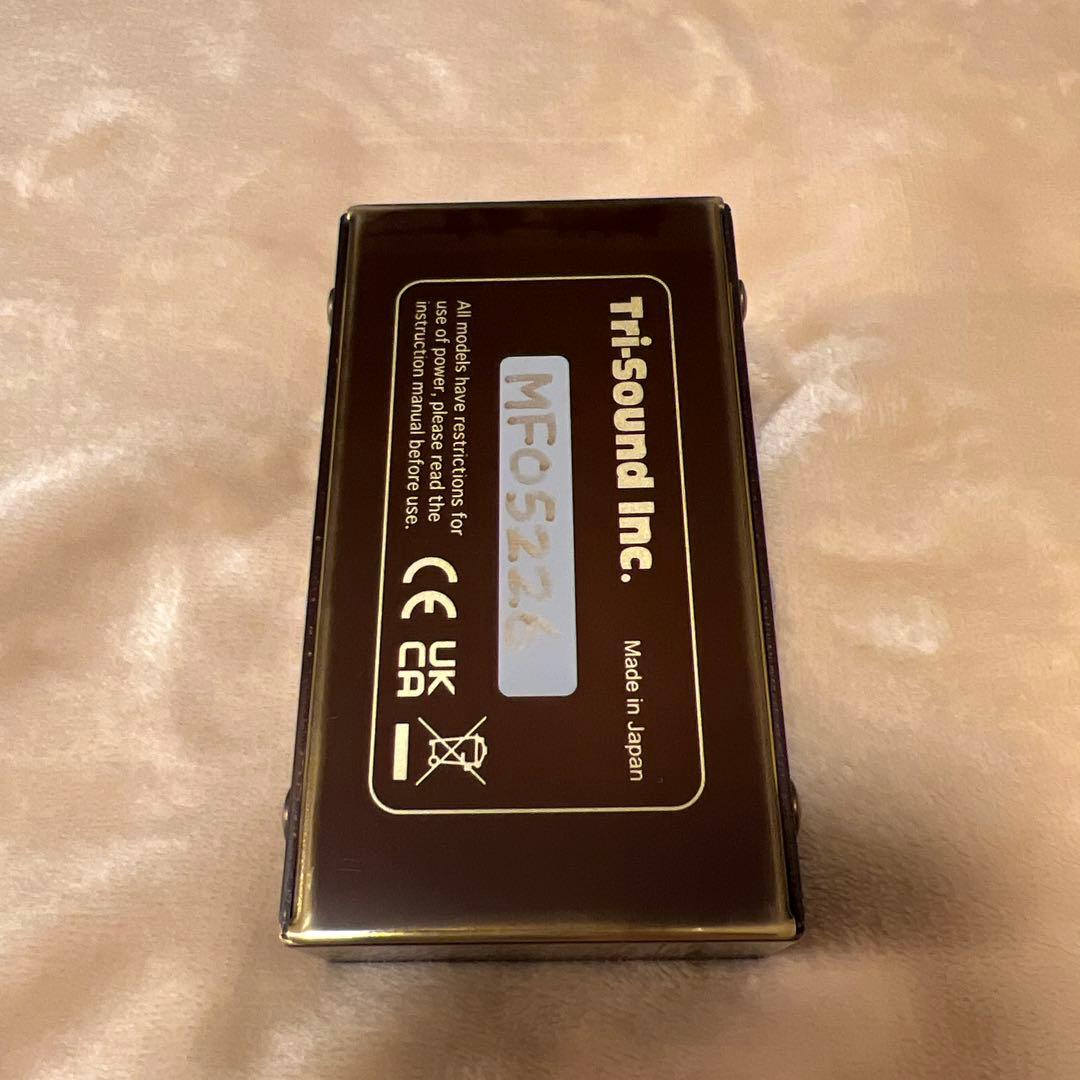 Tri-Sound Inc.
Made in Japan
MF05226
All models have restrictions for
use of power, please read the
instruction manual before use.
CE
UK
CA